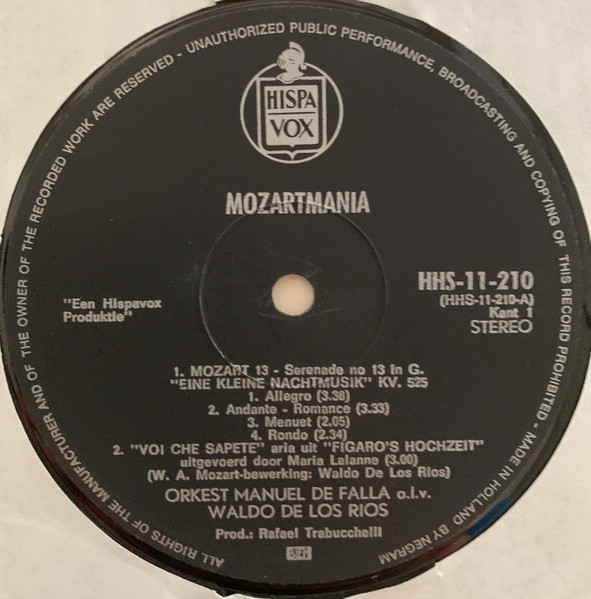 ALL RIGHTS OF THE MANUFACTURER AND OF THE OWNER OF THE RECORDED WORK ARE RESERVED - UNAUTHORIZED PUBLIC PERFORMANCE, BROADCASTING AND COPYING OF THIS RECORD PROHIBITED - MADE IN HOLLAND BY NEGRAM
HISPA
VOX
MOZARTMANIA
"Een Hispavox
Produktie"
HHS-11-210
(HHS-11-210-A)
Kant 1
STEREO
1. MOZART 13 - Serenade no 13 in G.
"EINE KLEINE NACHTMUSIK" KV. 525
1. Allegro (3.38)
2. Andante - Romance (3.33)
3. Menuet (2.05)
4. Rondo (2.34)
2. "VOI CHE SAPETE" aria uit "FIGARO'S HOCHZEIT"
uitgevoerd door Maria Lalanne (3.00)
(W. A. Mozart-bewerking: Waldo De Los Rios)
ORKEST MANUEL DE FALLA o.l.v.
WALDO DE LOS RIOS
Prod.: Rafael Trabucchelli